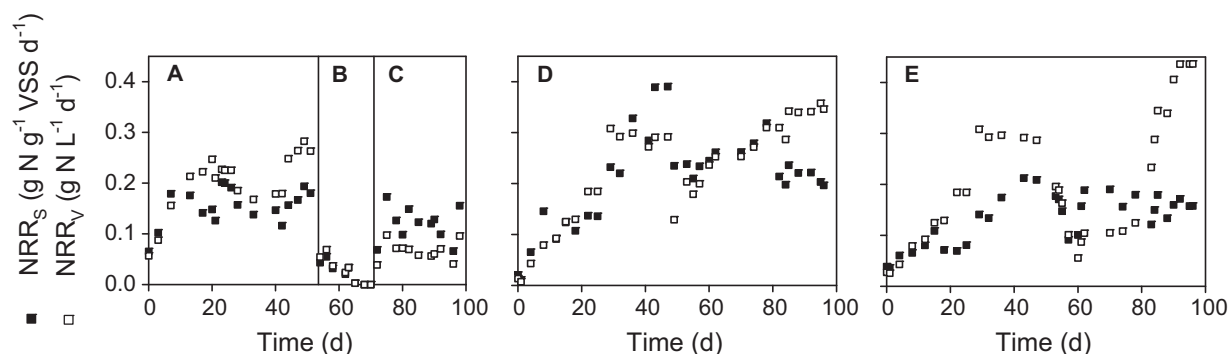 ■ NRR_S (g N g⁻¹ VSS d⁻¹)
□ NRR_V (g N L⁻¹ d⁻¹)
A B C D E
0.4
0.3
0.2
0.1
0.0
0 20 40 60 80 100 0 20 40 60 80 100 0 20 40 60 80 100
Time (d) Time (d) Time (d)